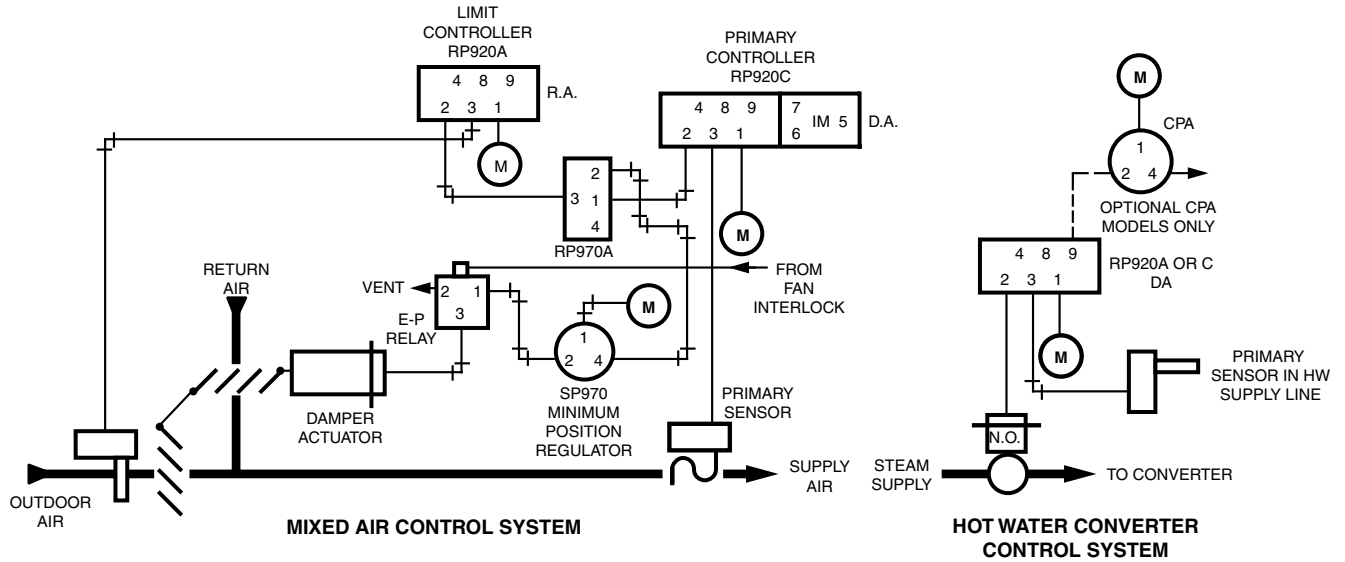 LIMIT
CONTROLLER
RP920A
4 8 9
2 3 1
R.A.
M
PRIMARY
CONTROLLER
RP920C
4 8 9
2 3 1
7
6
IM 5
D.A.
M
2
3 1
4
RP970A
FROM
FAN
INTERLOCK
RETURN
AIR
VENT
2 1
3
E-P
RELAY
M
1
2 4
SP970
MINIMUM
POSITION
REGULATOR
DAMPER
ACTUATOR
PRIMARY
SENSOR
OUTDOOR
AIR
SUPPLY
AIR
MIXED AIR CONTROL SYSTEM
M
CPA
1
2 4
OPTIONAL CPA
MODELS ONLY
4 8 9
2 3 1
RP920A OR C
DA
M
PRIMARY
SENSOR IN HW
SUPPLY LINE
N.O.
STEAM
SUPPLY
TO CONVERTER
HOT WATER CONVERTER
CONTROL SYSTEM